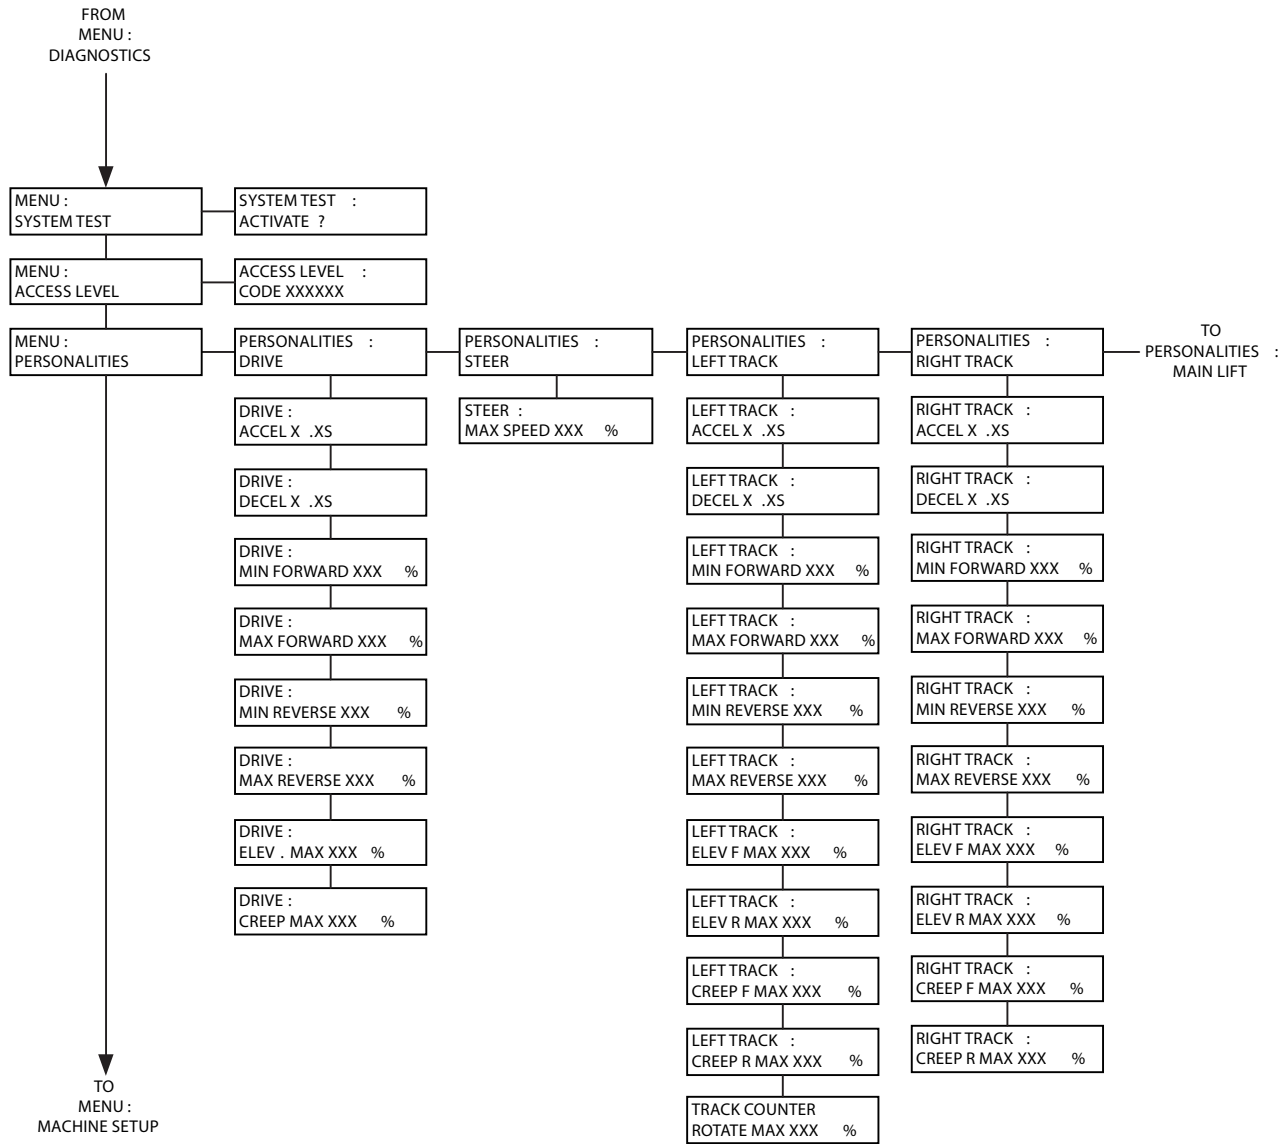 FROM
MENU :
DIAGNOSTICS
MENU :
SYSTEM TEST
SYSTEM TEST :
ACTIVATE ?
MENU :
ACCESS LEVEL
ACCESS LEVEL :
CODE XXXXXX
MENU :
PERSONALITIES
PERSONALITIES :
DRIVE
PERSONALITIES :
STEER
PERSONALITIES :
LEFT TRACK
PERSONALITIES :
RIGHT TRACK
TO
PERSONALITIES :
MAIN LIFT
DRIVE :
ACCEL X .XS
DRIVE :
DECEL X .XS
DRIVE :
MIN FORWARD XXX %
DRIVE :
MAX FORWARD XXX %
DRIVE :
MIN REVERSE XXX %
DRIVE :
MAX REVERSE XXX %
DRIVE :
ELEV . MAX XXX %
DRIVE :
CREEP MAX XXX %
STEER :
MAX SPEED XXX %
LEFT TRACK :
ACCEL X .XS
LEFT TRACK :
DECEL X .XS
LEFT TRACK :
MIN FORWARD XXX %
LEFT TRACK :
MAX FORWARD XXX %
LEFT TRACK :
MIN REVERSE XXX %
LEFT TRACK :
MAX REVERSE XXX %
LEFT TRACK :
ELEV F MAX XXX %
LEFT TRACK :
ELEV R MAX XXX %
LEFT TRACK :
CREEP F MAX XXX %
LEFT TRACK :
CREEP R MAX XXX %
TRACK COUNTER
ROTATE MAX XXX %
RIGHT TRACK :
ACCEL X .XS
RIGHT TRACK :
DECEL X .XS
RIGHT TRACK :
MIN FORWARD XXX %
RIGHT TRACK :
MAX FORWARD XXX %
RIGHT TRACK :
MIN REVERSE XXX %
RIGHT TRACK :
MAX REVERSE XXX %
RIGHT TRACK :
ELEV F MAX XXX %
RIGHT TRACK :
ELEV R MAX XXX %
RIGHT TRACK :
CREEP F MAX XXX %
RIGHT TRACK :
CREEP R MAX XXX %
TO
MENU :
MACHINE SETUP